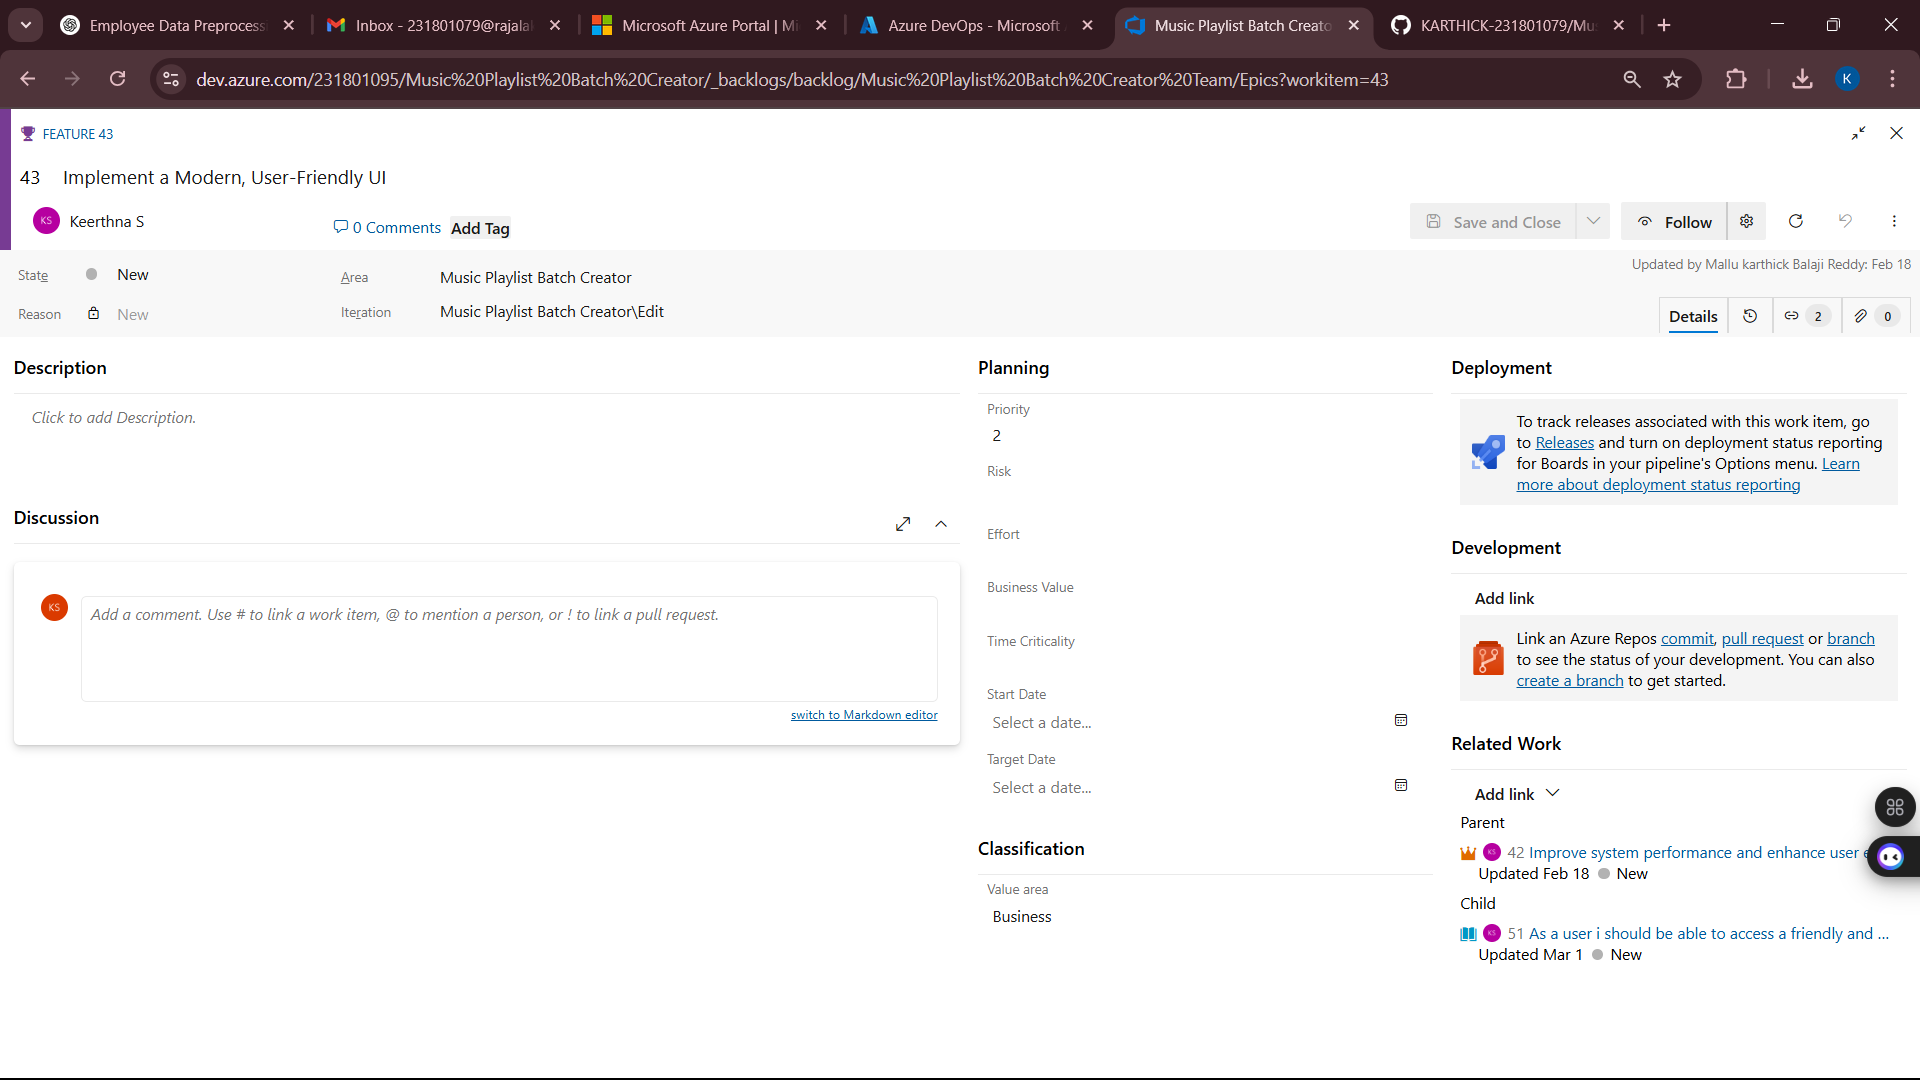 Employee Data Preprocess
Inbox - 231801079@rajala
Microsoft Azure Portal | Mi
Azure DevOps - Microsoft
Music Playlist Batch Creato
KARTHICK-231801079/Mus
dev.azure.com/231801095/Music%20Playlist%20Batch%20Creator/_backlogs/backlog/Music%20Playlist%20Batch%20Creator%20Team/Epics?workitem=43
K
FEATURE 43
43 Implement a Modern, User-Friendly UI
KS Keerthna S
0 Comments
Add Tag
Save and Close
Follow
State
New
Area
Music Playlist Batch Creator
Updated by Mallu karthick Balaji Reddy: Feb 18
Reason
New
Iteration
Music Playlist Batch Creator\Edit
Details
2
0
Description
Click to add Description.
Discussion
KS
Add a comment. Use # to link a work item, @ to mention a person, or ! to link a pull request.
switch to Markdown editor
Planning
Priority
2
Risk
Effort
Business Value
Time Criticality
Start Date
Select a date...
Target Date
Select a date...
Classification
Value area
Business
Deployment
To track releases associated with this work item, go
to Releases and turn on deployment status reporting
for Boards in your pipeline's Options menu. Learn
more about deployment status reporting
Development
Add link
Link an Azure Repos commit, pull request or branch
to see the status of your development. You can also
create a branch to get started.
Related Work
Add link
Parent
KS 42 Improve system performance and enhance user
Updated Feb 18 New
Child
KS 51 As a user i should be able to access a friendly and ...
Updated Mar 1 New